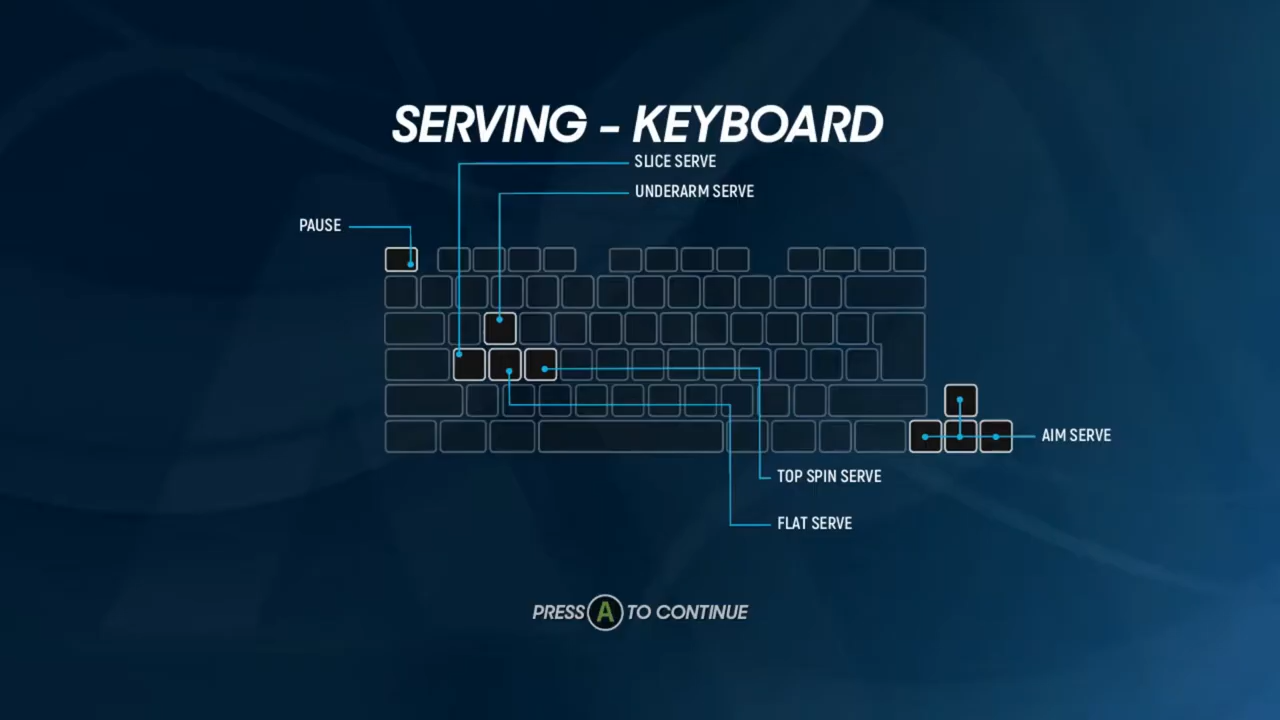 SERVING - KEYBOARD
SLICE SERVE
UNDERARM SERVE
PAUSE
AIM SERVE
TOP SPIN SERVE
FLAT SERVE
PRESS A TO CONTINUE